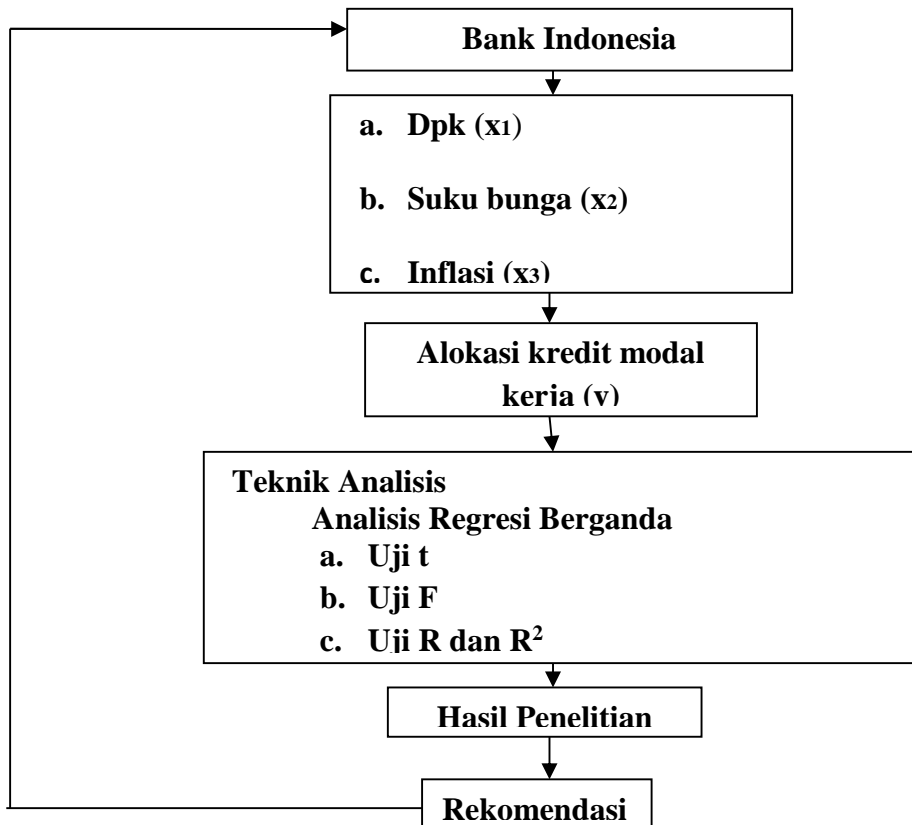 Bank Indonesia
a. Dpk (x1)
b. Suku bunga (x2)
c. Inflasi (x3)
Alokasi kredit modal
kerja (y)
Teknik Analisis
Analisis Regresi Berganda
a. Uji t
b. Uji F
c. Uji R dan R²
Hasil Penelitian
Rekomendasi